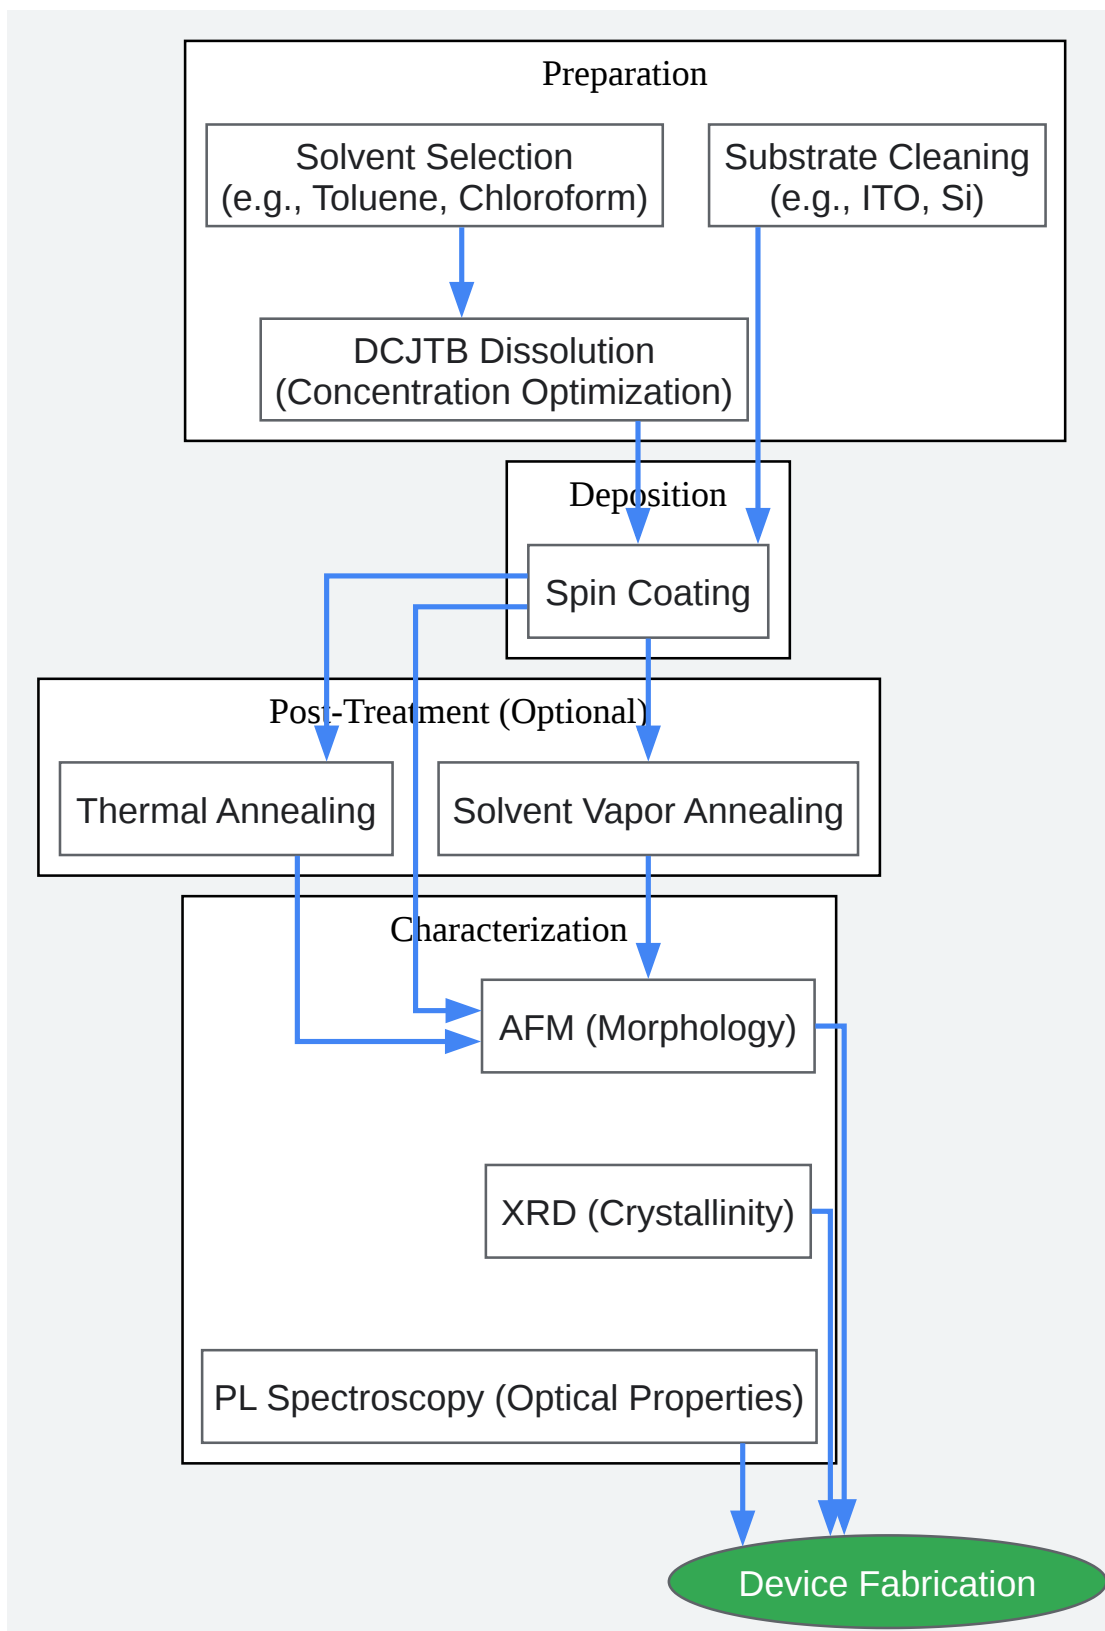 Preparation
Solvent Selection
(e.g., Toluene, Chloroform)
Substrate Cleaning
(e.g., ITO, Si)
DCJTB Dissolution
(Concentration Optimization)
Deposition
Spin Coating
Post-Treatment (Optional)
Thermal Annealing
Solvent Vapor Annealing
Characterization
AFM (Morphology)
XRD (Crystallinity)
PL Spectroscopy (Optical Properties)
Device Fabrication